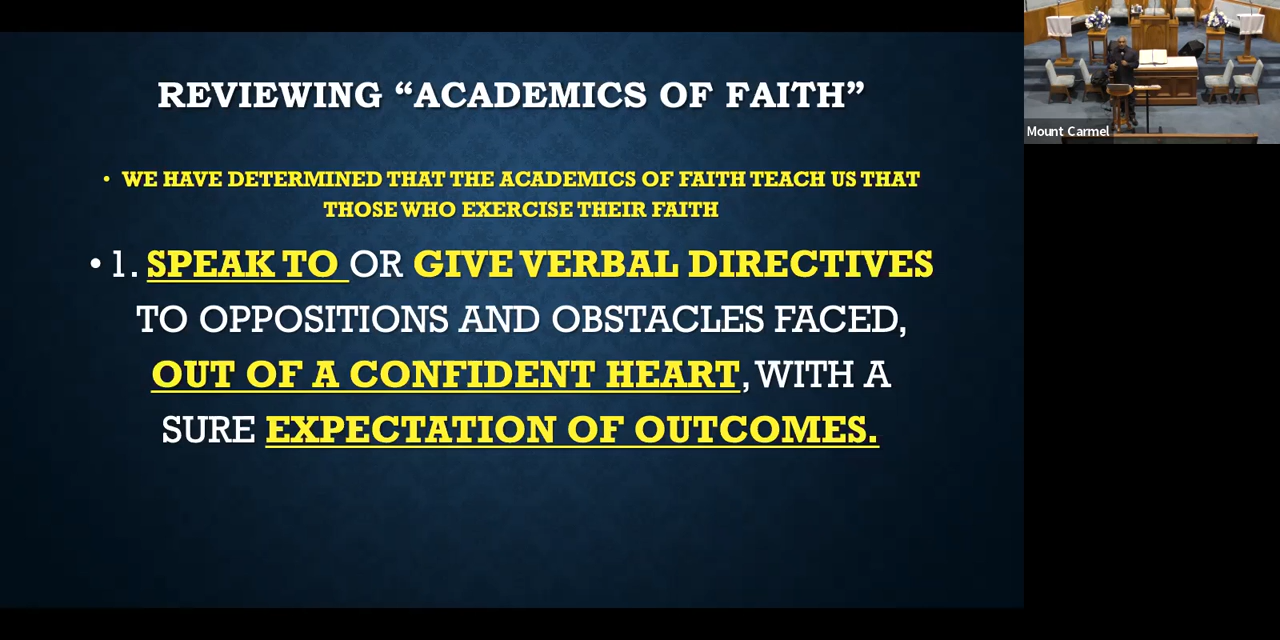 REVIEWING “ACADEMICS OF FAITH”
• WE HAVE DETERMINED THAT THE ACADEMICS OF FAITH TEACH US THAT
THOSE WHO EXERCISE THEIR FAITH
• 1. SPEAK TO OR GIVE VERBAL DIRECTIVES
TO OPPOSITIONS AND OBSTACLES FACED,
OUT OF A CONFIDENT HEART, WITH A
SURE EXPECTATION OF OUTCOMES.
Mount Carmel